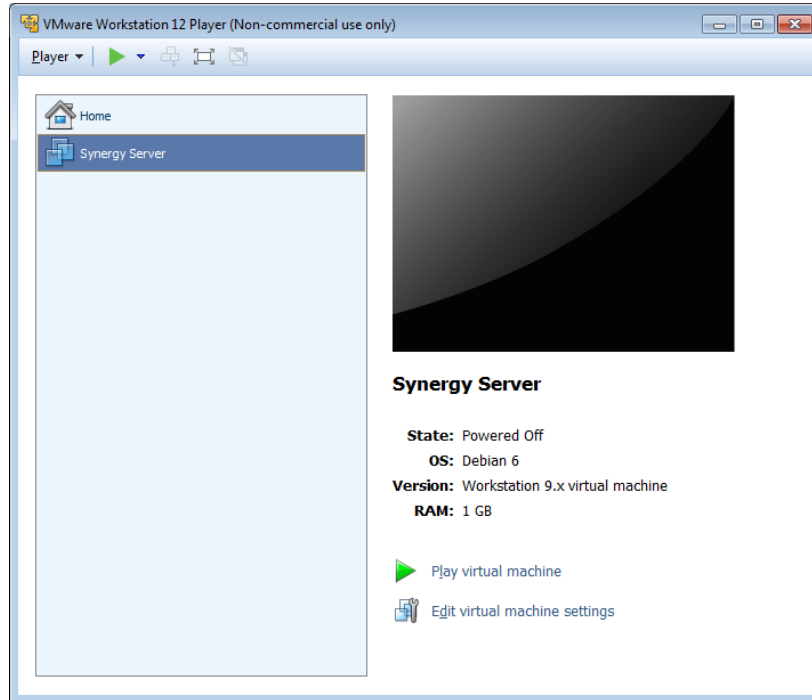 VMware Workstation 12 Player (Non-commercial use only)
Player
Home
Synergy Server
Synergy Server
State: Powered Off
OS: Debian 6
Version: Workstation 9.x virtual machine
RAM: 1 GB
Play virtual machine
Edit virtual machine settings